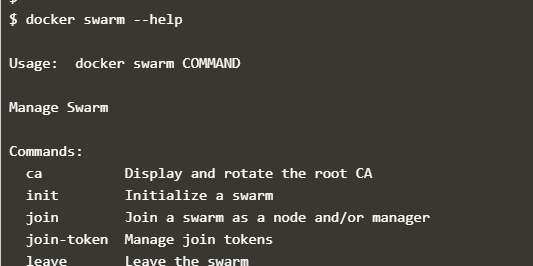 $
$ docker swarm --help
Usage:  docker swarm COMMAND
Manage Swarm
Commands:
  ca          Display and rotate the root CA
  init        Initialize a swarm
  join        Join a swarm as a node and/or manager
  join-token  Manage join tokens
  leave       Leave the swarm